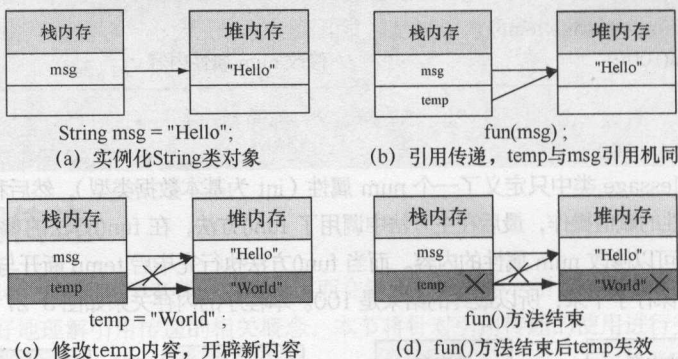 栈内存
堆内存
msg
"Hello"
String msg = "Hello";
(a) 实例化String类对象
栈内存
堆内存
msg
"Hello"
temp
fun(msg) ;
(b) 引用传递，temp与msg引用机同
栈内存
堆内存
msg
"Hello"
temp
"World"
temp = "World" ;
(c) 修改temp内容，开辟新内容
栈内存
堆内存
msg
"Hello"
temp
"World"
fun()方法结束
(d) fun()方法结束后temp失效